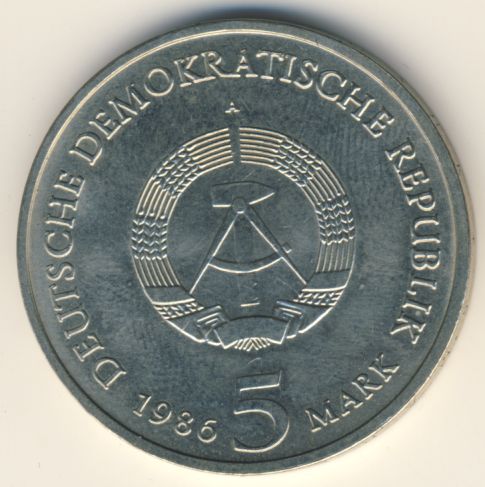 A
DEUTSCHE DEMOKRATISCHE REPUBLIK
1986 5 MARK